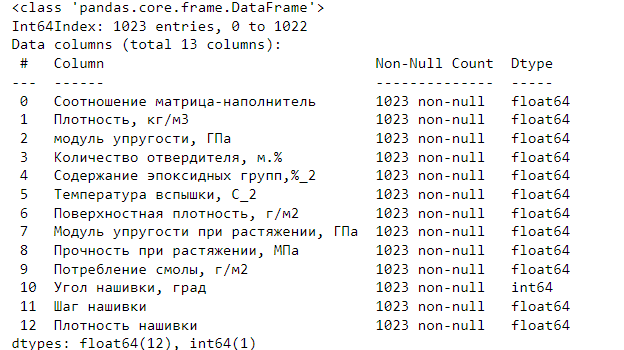 <class 'pandas.core.frame.DataFrame'>
Int64Index: 1023 entries, 0 to 1022
Data columns (total 13 columns):
 #   Column                                Non-Null Count  Dtype
---  ------                                --------------  -----
 0   Соотношение матрица-наполнитель       1023 non-null   float64
 1   Плотность, кг/м3                      1023 non-null   float64
 2   модуль упругости, ГПа                 1023 non-null   float64
 3   Количество отвердителя, м.%           1023 non-null   float64
 4   Содержание эпоксидных групп,%_2       1023 non-null   float64
 5   Температура вспышки, С_2              1023 non-null   float64
 6   Поверхностная плотность, г/м2         1023 non-null   float64
 7   Модуль упругости при растяжении, ГПа  1023 non-null   float64
 8   Прочность при растяжении, МПа         1023 non-null   float64
 9   Потребление смолы, г/м2               1023 non-null   float64
 10  Угол нашивки, град                    1023 non-null   int64
 11  Шаг нашивки                           1023 non-null   float64
 12  Плотность нашивки                     1023 non-null   float64
dtypes: float64(12), int64(1)